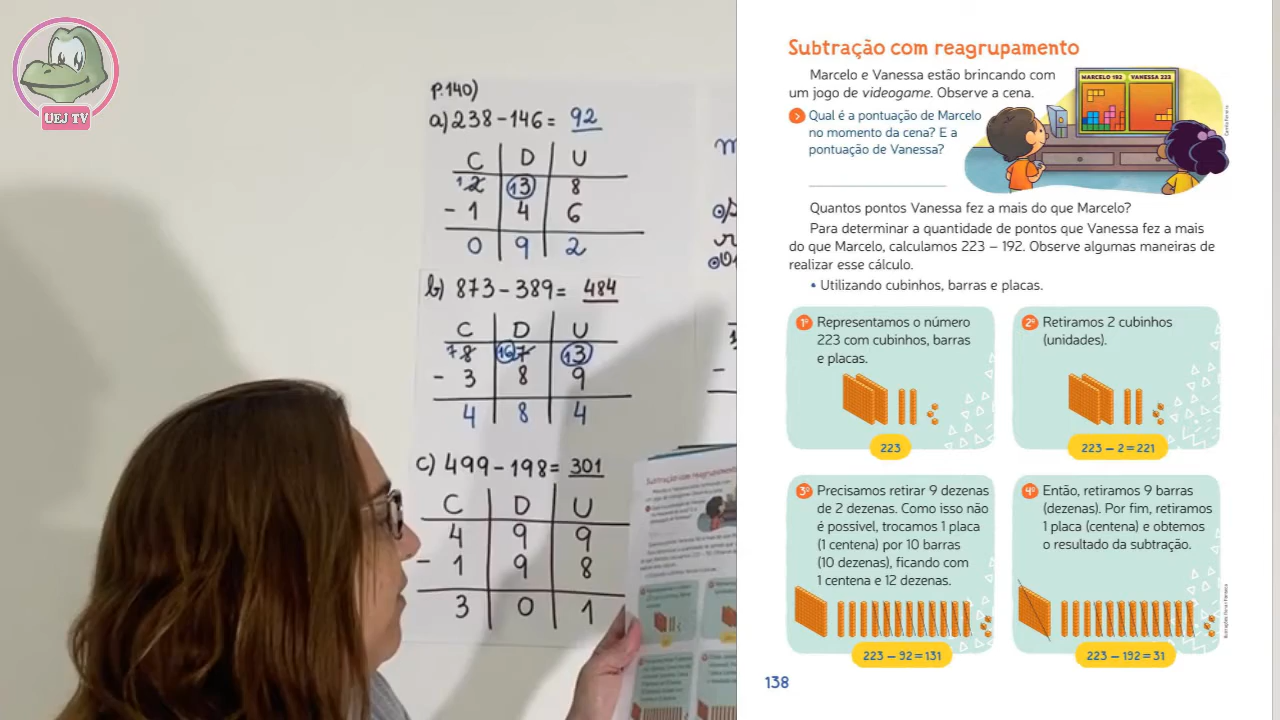 UEJ TV
P.140)
a) 238 - 146 = 92
C D U
12 13 8
- 1 4 6
0 9 2
b) 873 - 389 = 484
C D U
78 167 13
- 3 8 9
4 8 4
c) 499 - 198 = 301
C D U
4 9 9
- 1 9 8
3 0 1
Subtração com reagrupamento
Marcelo e Vanessa estão brincando com
um jogo de videogame. Observe a cena.
Qual é a pontuação de Marcelo
no momento da cena? E a
pontuação de Vanessa?
MARCELO 192 VANESSA 223
Quantos pontos Vanessa fez a mais do que Marcelo?
Para determinar a quantidade de pontos que Vanessa fez a mais
do que Marcelo, calculamos 223 – 192. Observe algumas maneiras de
realizar esse cálculo.
• Utilizando cubinhos, barras e placas.
1º Representamos o número
223 com cubinhos, barras
e placas.
223
2º Retiramos 2 cubinhos
(unidades).
223 – 2 = 221
3º Precisamos retirar 9 dezenas
de 2 dezenas. Como isso não
é possível, trocamos 1 placa
(1 centena) por 10 barras
(10 dezenas), ficando com
1 centena e 12 dezenas.
223 – 92 = 131
4º Então, retiramos 9 barras
(dezenas). Por fim, retiramos
1 placa (centena) e obtemos
o resultado da subtração.
223 – 192 = 31
138
Subtração com reagrupamento